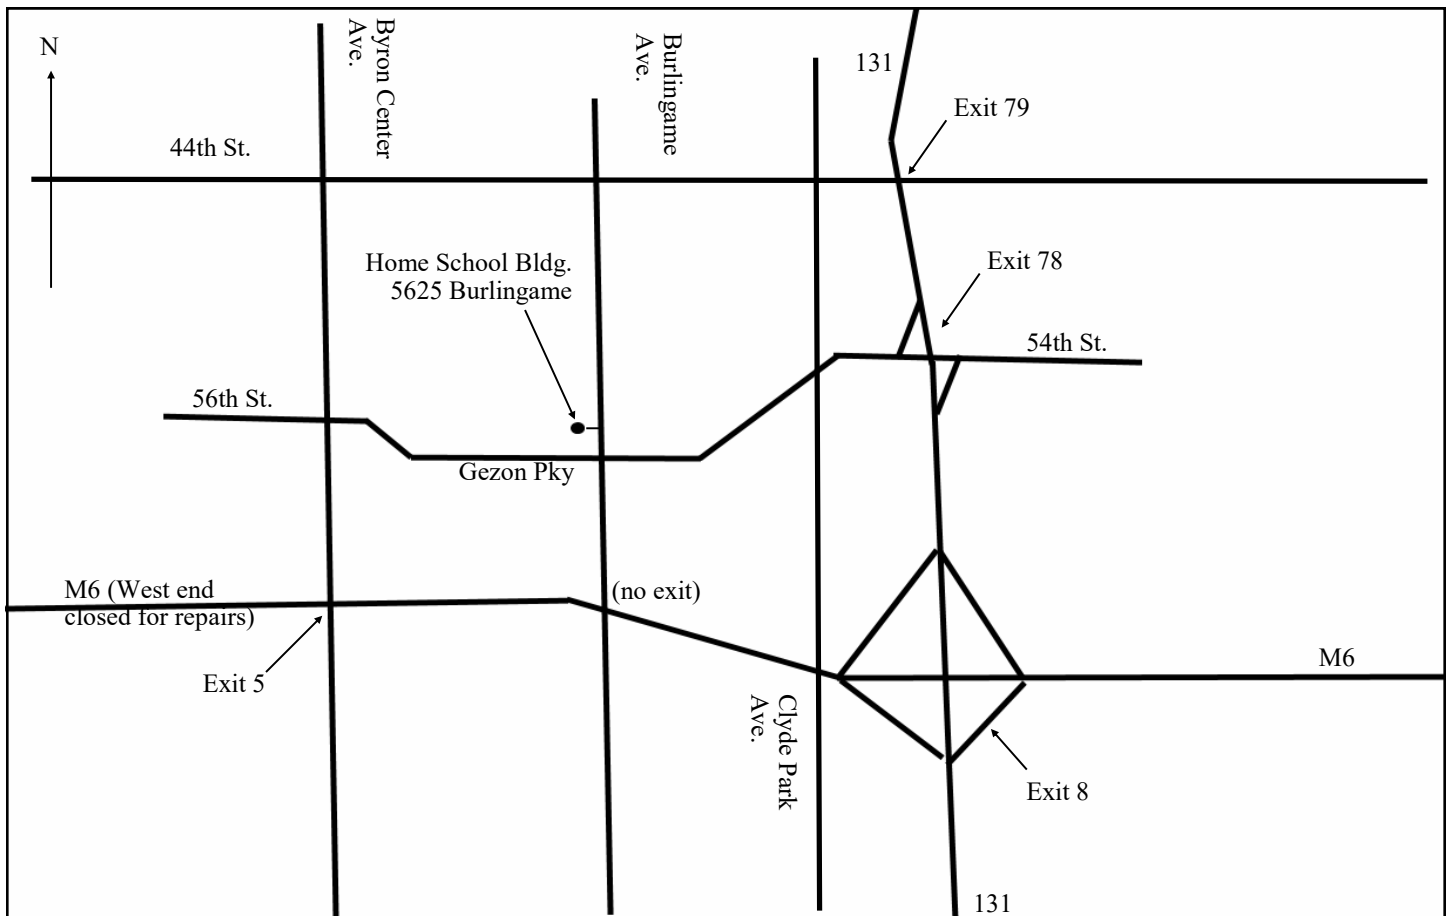 N
Byron Center
Ave.
Burlingame
Ave.
131
Exit 79
44th St.
Home School Bldg.
5625 Burlingame
Exit 78
54th St.
56th St.
Gezon Pky
M6 (West end
closed for repairs)
(no exit)
Exit 5
M6
Clyde Park
Ave.
Exit 8
131